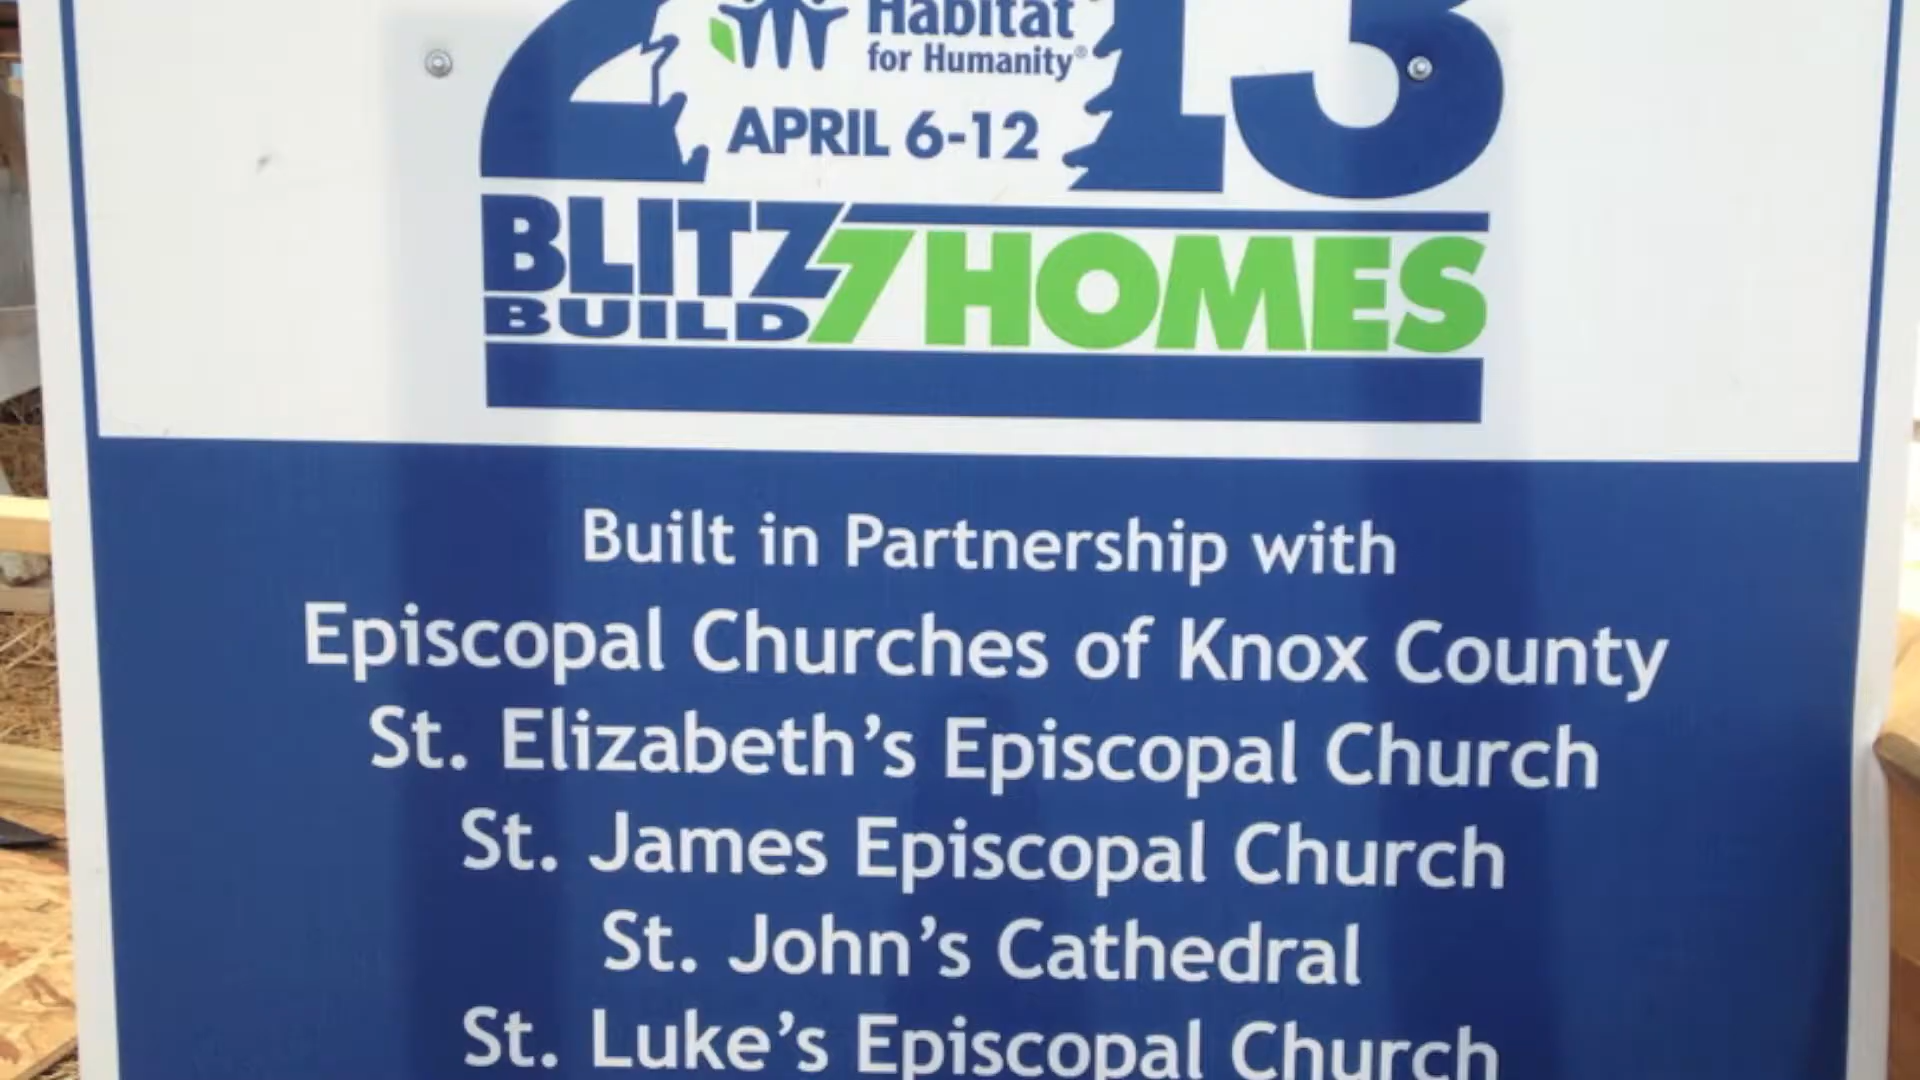 2013
Habitat
for Humanity®
APRIL 6-12
BLITZ
BUILD
7 HOMES
Built in Partnership with
Episcopal Churches of Knox County
St. Elizabeth’s Episcopal Church
St. James Episcopal Church
St. John’s Cathedral
St. Luke’s Episcopal Church